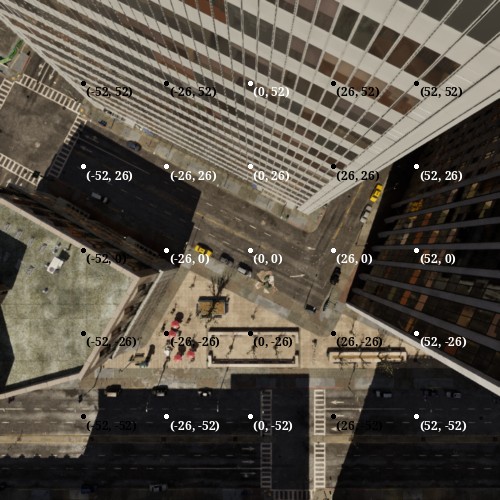 (-52, 52) (-26, 52) (0, 52) (26, 52) (52, 52)
(-52, 26) (-26, 26) (0, 26) (26, 26) (52, 26)
(-52, 0) (-26, 0) (0, 0) (26, 0) (52, 0)
(-52, -26) (-26, -26) (0, -26) (26, -26) (52, -26)
(-52, -52) (-26, -52) (0, -52) (26, -52) (52, -52)